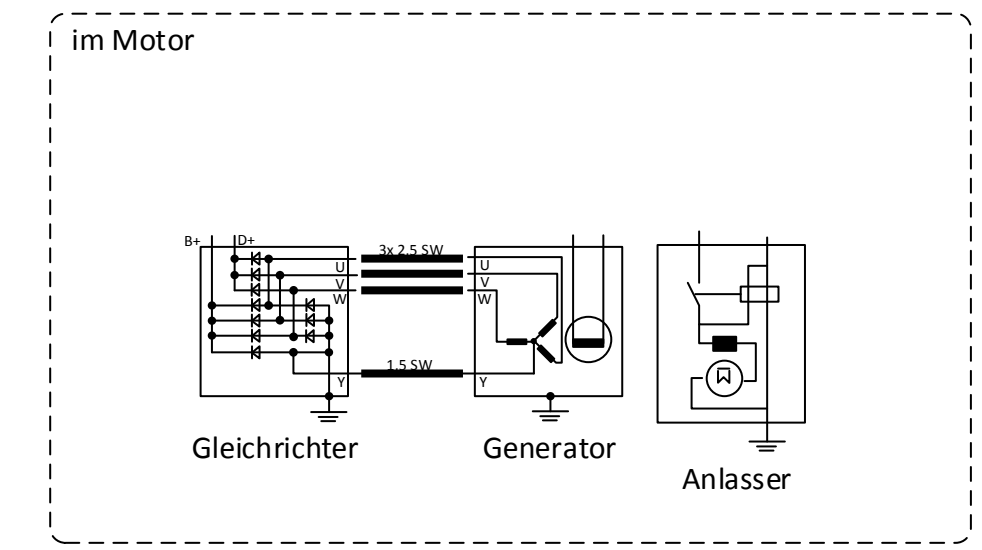 im Motor
B+
D+
3x 2,5 SW
U
V
W
U
V
W
1,5 SW
Y
Y
M
Gleichrichter
Generator
Anlasser